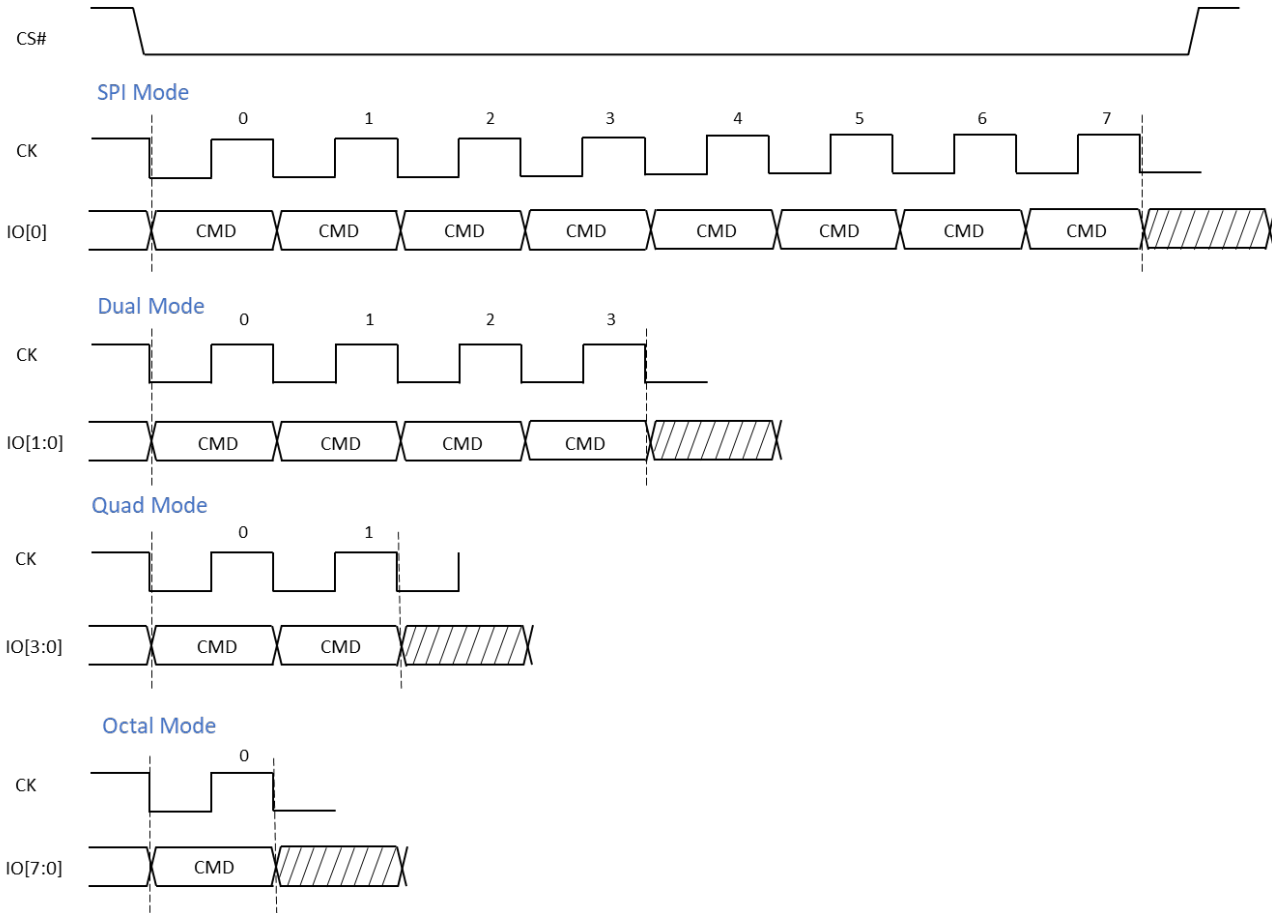 CS#
SPI Mode
0 1 2 3 4 5 6 7
CK
IO[0] CMD CMD CMD CMD CMD CMD CMD CMD
Dual Mode
0 1 2 3
CK
IO[1:0] CMD CMD CMD CMD
Quad Mode
0 1
CK
IO[3:0] CMD CMD
Octal Mode
0
CK
IO[7:0] CMD